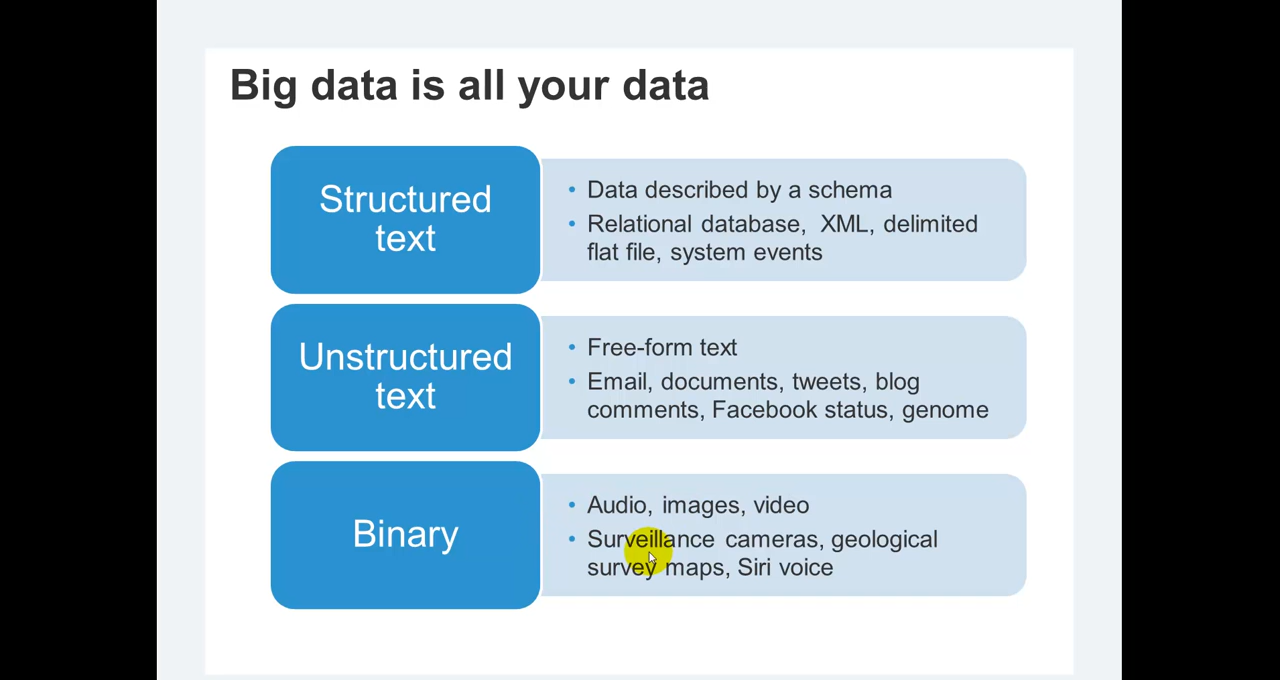 Big data is all your data
Structured
text
• Data described by a schema
• Relational database, XML, delimited
flat file, system events
Unstructured
text
• Free-form text
• Email, documents, tweets, blog
comments, Facebook status, genome
Binary
• Audio, images, video
• Surveillance cameras, geological
survey maps, Siri voice